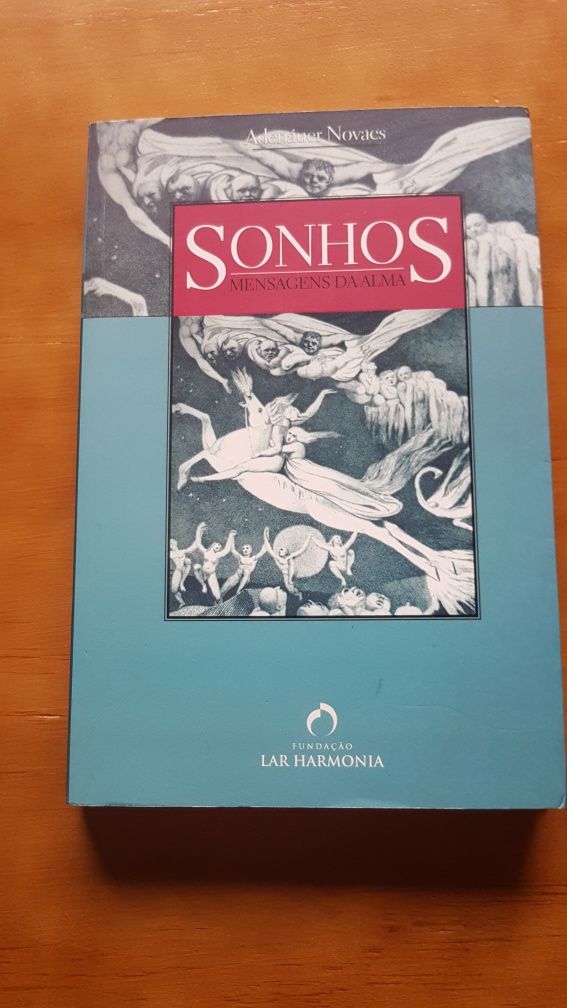 Adenáuer Novaes
SONHOS
MENSAGENS DA ALMA
FUNDAÇÃO
LAR HARMONIA